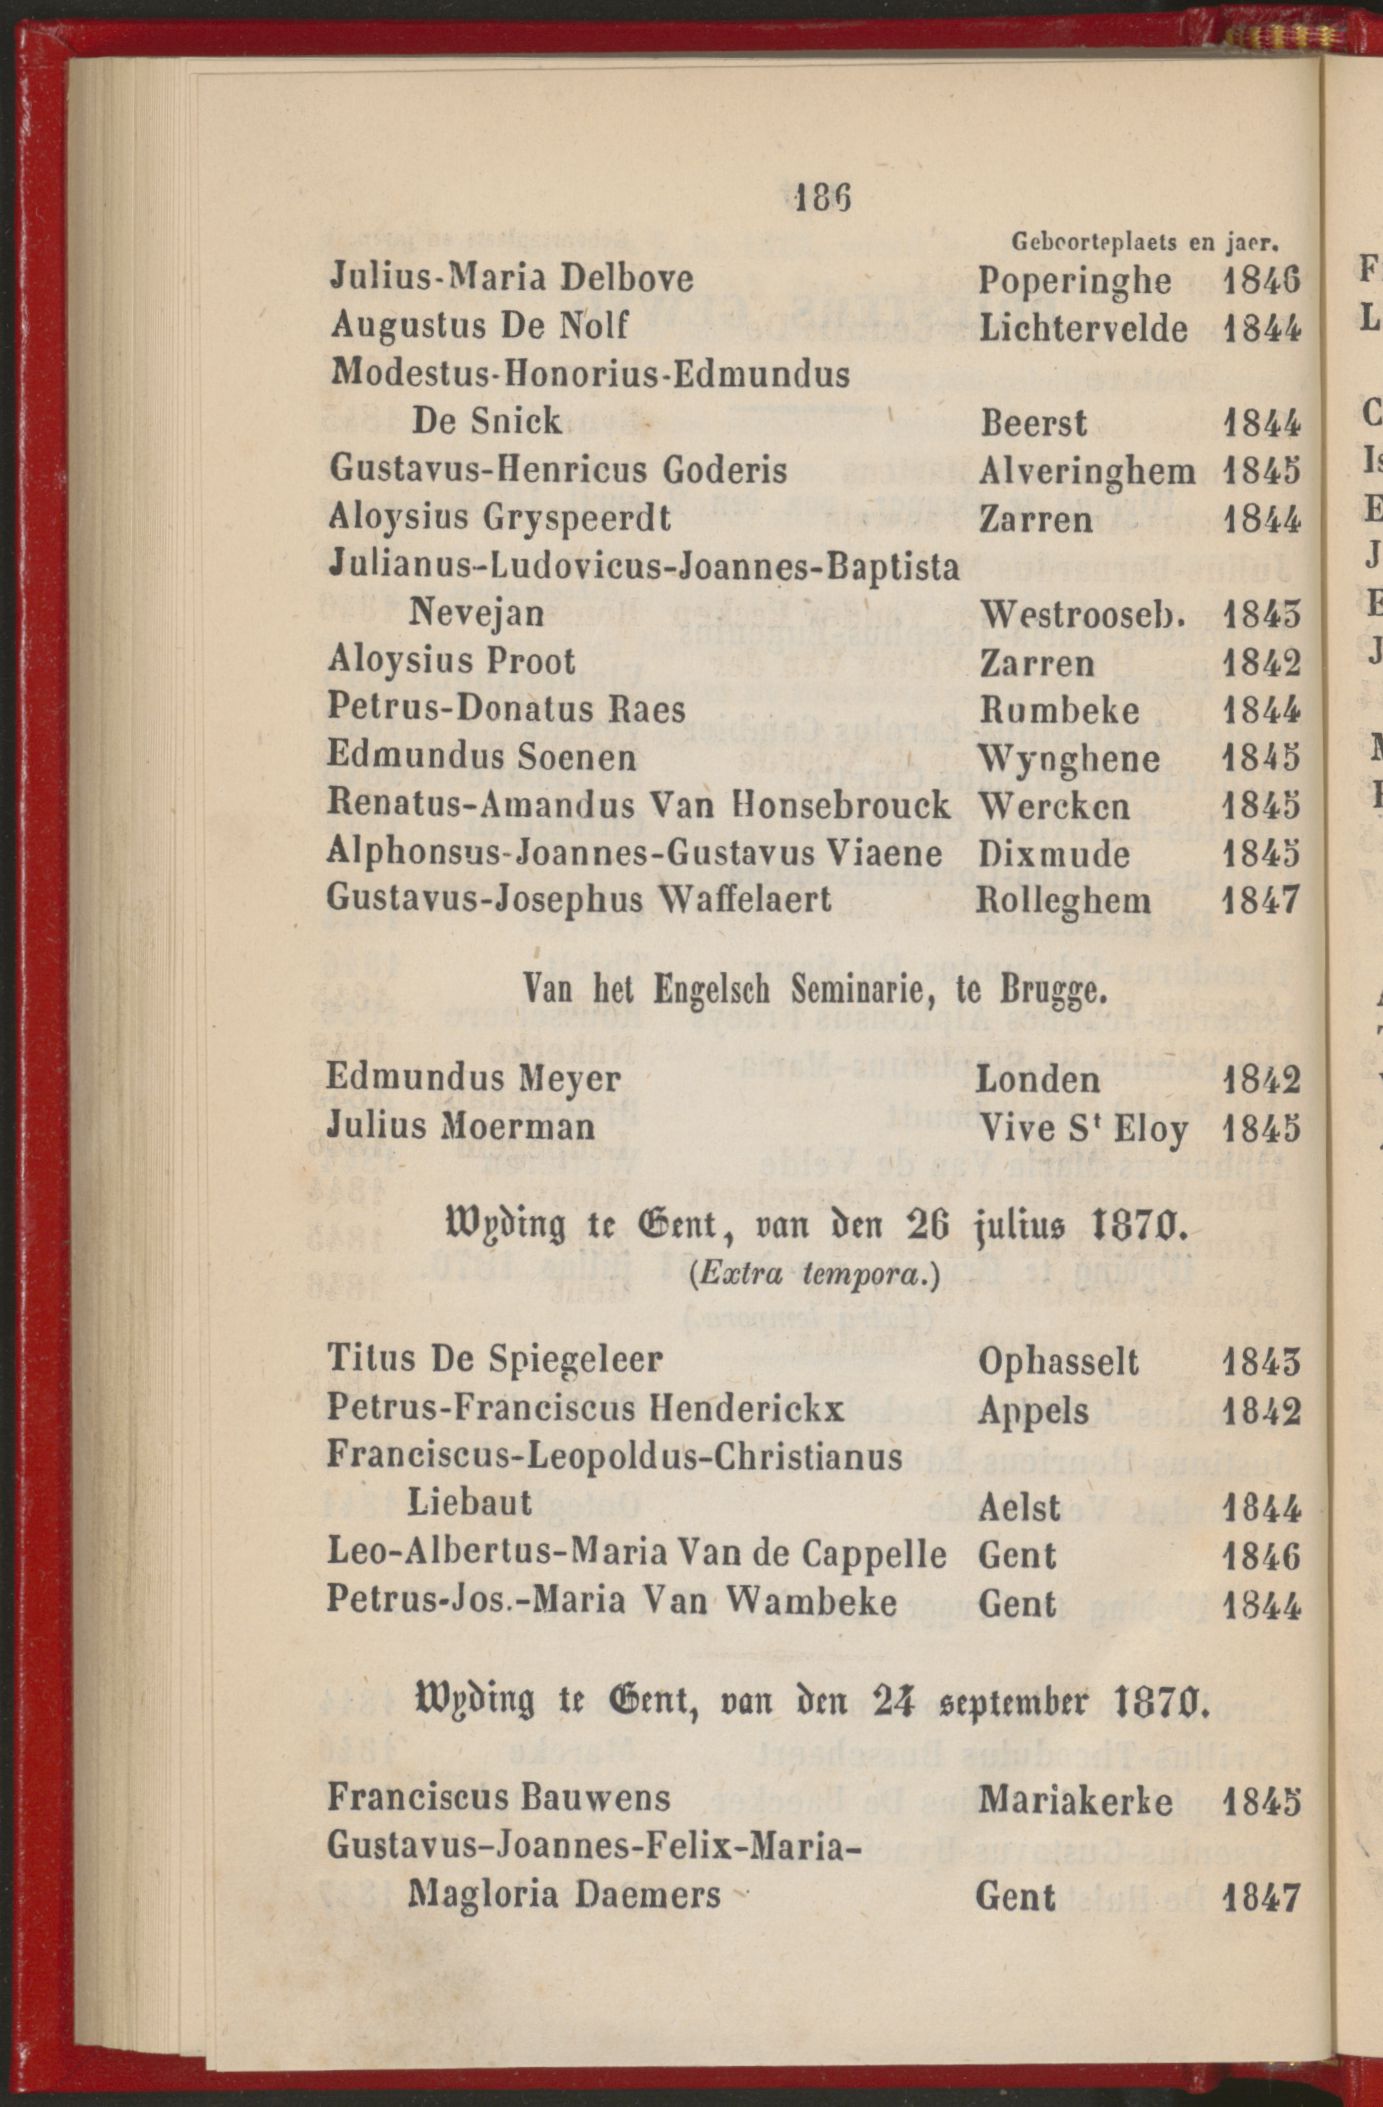 186
Geboorteplaets en jaer.
Julius-Maria Delbove Poperinghe 1846
Augustus De Nolf Lichtervelde 1844
Modestus-Honorius-Edmundus
De Snick Beerst 1844
Gustavus-Henricus Goderis Alveringhem 1845
Aloysius Gryspeerdt Zarren 1844
Julianus-Ludovicus-Joannes-Baptista
Nevejan Westrooseb. 1843
Aloysius Proot Zarren 1842
Petrus-Donatus Raes Rumbeke 1844
Edmundus Soenen Wynghene 1845
Renatus-Amandus Van Honsebrouck Wercken 1845
Alphonsus-Joannes-Gustavus Viaene Dixmude 1845
Gustavus-Josephus Waffelaert Rolleghem 1847
Van het Engelsch Seminarie, te Brugge.
Edmundus Meyer Londen 1842
Julius Moerman Vive St Eloy 1845
Wyding te Gent, van den 26 julius 1870.
(Extra tempora.)
Titus De Spiegeleer Ophasselt 1843
Petrus-Franciscus Henderickx Appels 1842
Franciscus-Leopoldus-Christianus
Liebaut Aelst 1844
Leo-Albertus-Maria Van de Cappelle Gent 1846
Petrus-Jos.-Maria Van Wambeke Gent 1844
Wyding te Gent, van den 24 september 1870.
Franciscus Bauwens Mariakerke 1845
Gustavus-Joannes-Felix-Maria-
Magloria Daemers Gent 1847